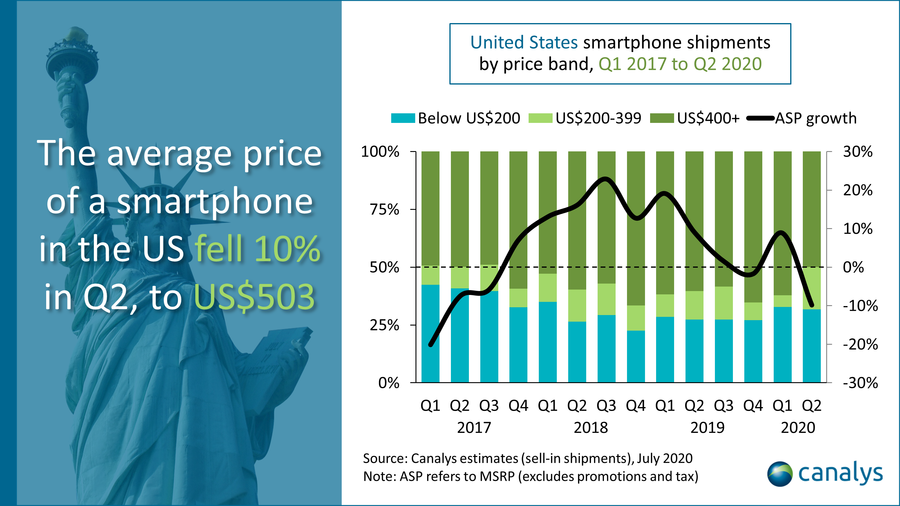 The average price
of a smartphone
in the US fell 10%
in Q2, to US$503
United States smartphone shipments
by price band, Q1 2017 to Q2 2020
Below US$200 US$200-399 US$400+ ASP growth
100% 30%
20%
75%
10%
50% 0%
-10%
25%
-20%
0% -30%
Q1 Q2 Q3 Q4 Q1 Q2 Q3 Q4 Q1 Q2 Q3 Q4 Q1 Q2
2017 2018 2019 2020
Source: Canalys estimates (sell-in shipments), July 2020
Note: ASP refers to MSRP (excludes promotions and tax)
canalys